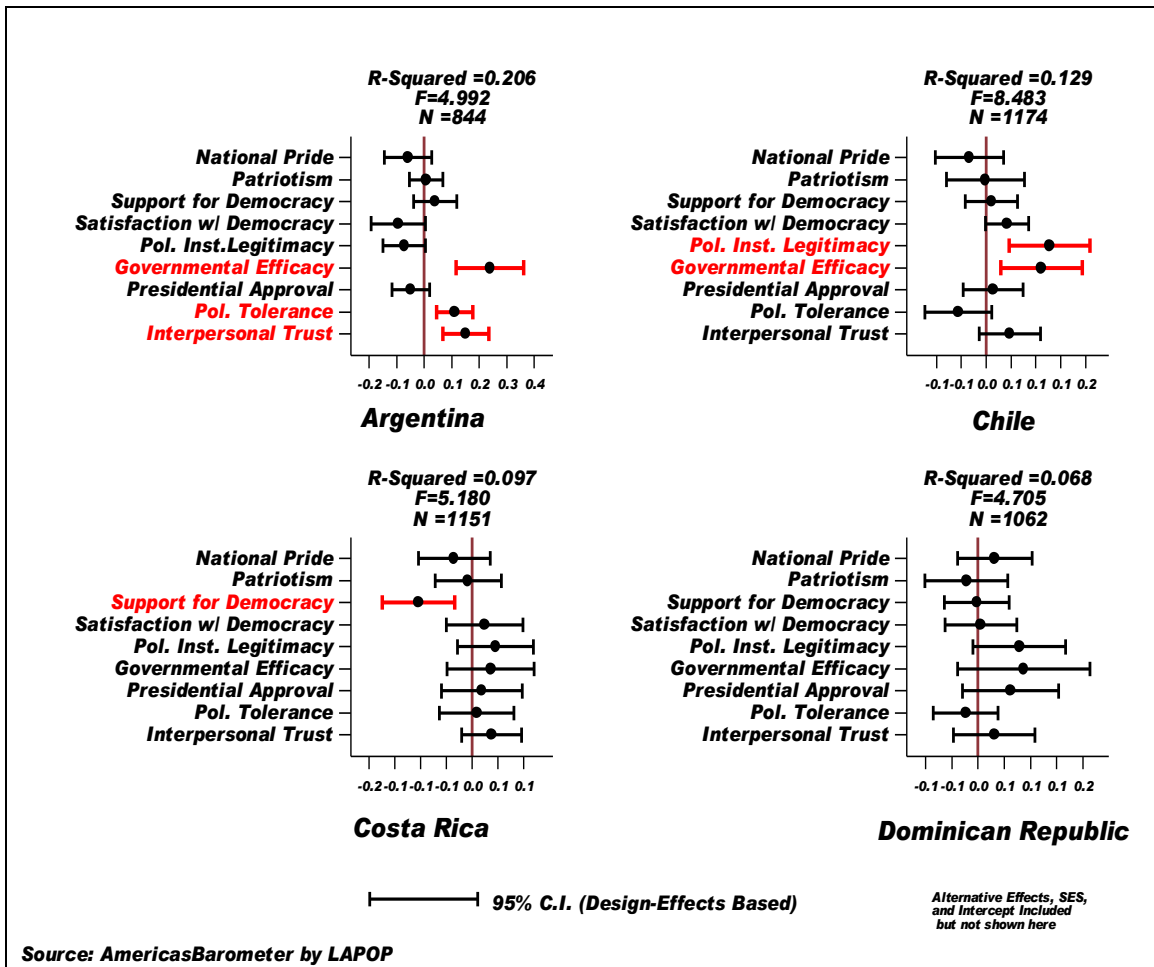 R-Squared =0.206
F=4.992
N =844
National Pride
Patriotism
Support for Democracy
Satisfaction w/ Democracy
Pol. Inst.Legitimacy
Governmental Efficacy
Presidential Approval
Pol. Tolerance
Interpersonal Trust
-0.2 -0.1 0.0 0.1 0.2 0.3 0.4
Argentina
R-Squared =0.129
F=8.483
N =1174
National Pride
Patriotism
Support for Democracy
Satisfaction w/ Democracy
Pol. Inst. Legitimacy
Governmental Efficacy
Presidential Approval
Pol. Tolerance
Interpersonal Trust
-0.1 -0.1 0.0 0.1 0.1 0.2
Chile
R-Squared =0.097
F=5.180
N =1151
National Pride
Patriotism
Support for Democracy
Satisfaction w/ Democracy
Pol. Inst. Legitimacy
Governmental Efficacy
Presidential Approval
Pol. Tolerance
Interpersonal Trust
-0.2 -0.1 -0.1 0.0 0.1 0.1
Costa Rica
R-Squared =0.068
F=4.705
N =1062
National Pride
Patriotism
Support for Democracy
Satisfaction w/ Democracy
Pol. Inst. Legitimacy
Governmental Efficacy
Presidential Approval
Pol. Tolerance
Interpersonal Trust
-0.1 -0.1 0.0 0.1 0.1 0.2
Dominican Republic
95% C.I. (Design-Effects Based)
Alternative Effects, SES,
and Intercept Included
but not shown here
Source: AmericasBarometer by LAPOP